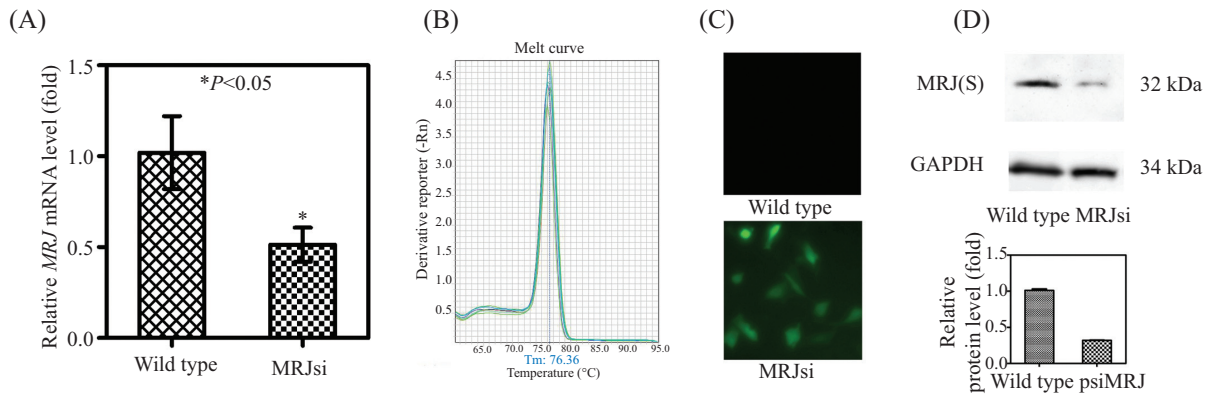 (A)
Relative MRJ mRNA level (fold)
1.5
1.0
0.5
0.0
*P<0.05
*
Wild type
MRJsi
(B)
Melt curve
Derivative reporter (-Rn)
4.5
4.0
3.5
3.0
2.5
2.0
1.5
1.0
0.5
65.0 70.0 75.0 80.0 85.0 90.0 95.0
Tm: 76.36
Temperature (°C)
(C)
Wild type
MRJsi
(D)
MRJ(S) 32 kDa
GAPDH 34 kDa
Wild type MRJsi
Relative
protein level (fold)
1.5
1.0
0.5
0.0
Wild type psiMRJ